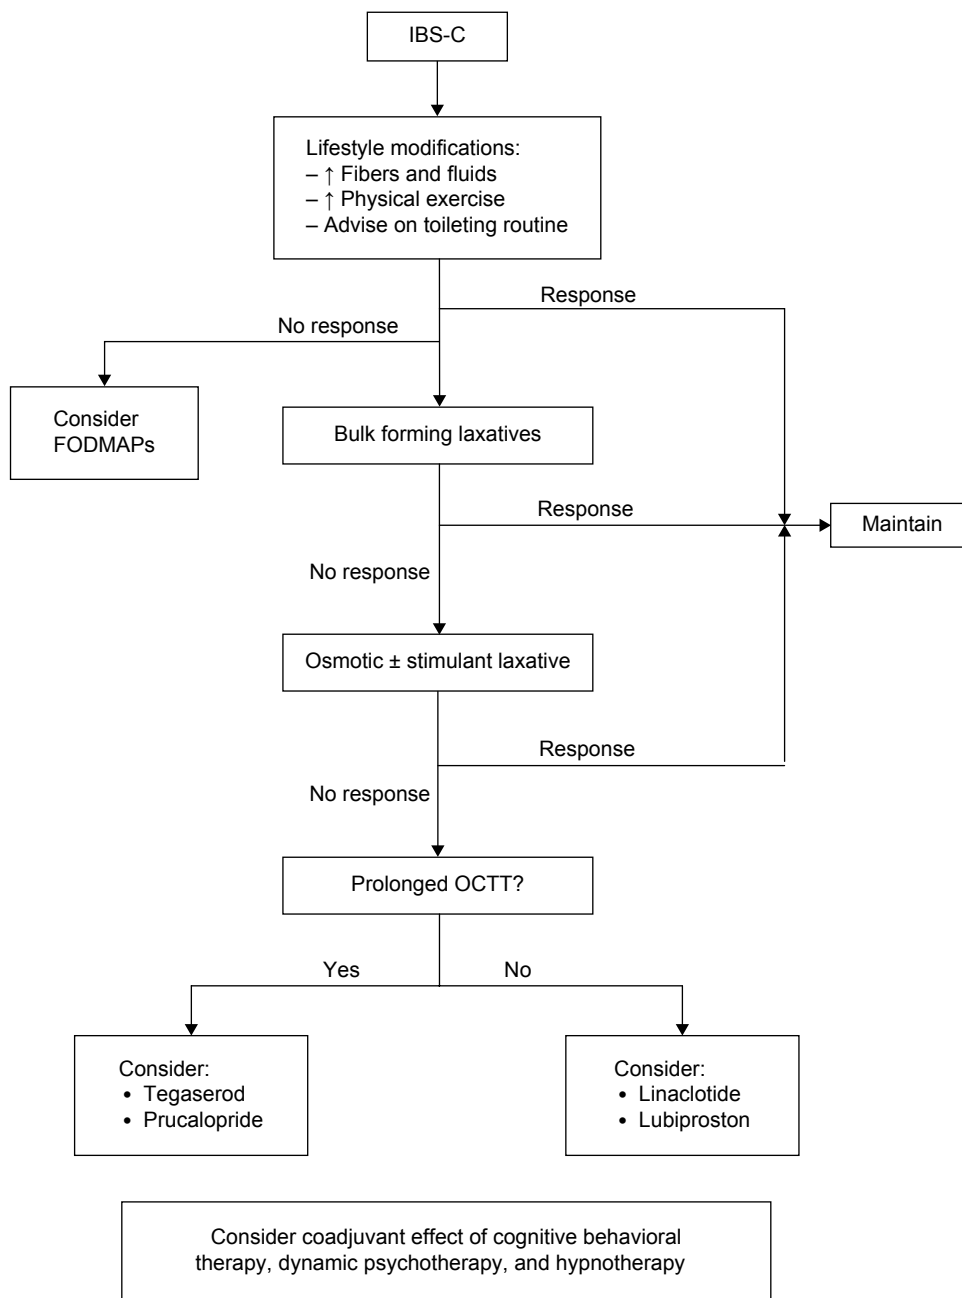 IBS-C
Lifestyle modifications:
– ↑ Fibers and fluids
– ↑ Physical exercise
– Advise on toileting routine
Response
No response
Consider
FODMAPs
Bulk forming laxatives
Response
Maintain
No response
Osmotic ± stimulant laxative
Response
No response
Prolonged OCTT?
Yes
No
Consider:
• Tegaserod
• Prucalopride
Consider:
• Linaclotide
• Lubiproston
Consider coadjuvant effect of cognitive behavioral
therapy, dynamic psychotherapy, and hypnotherapy